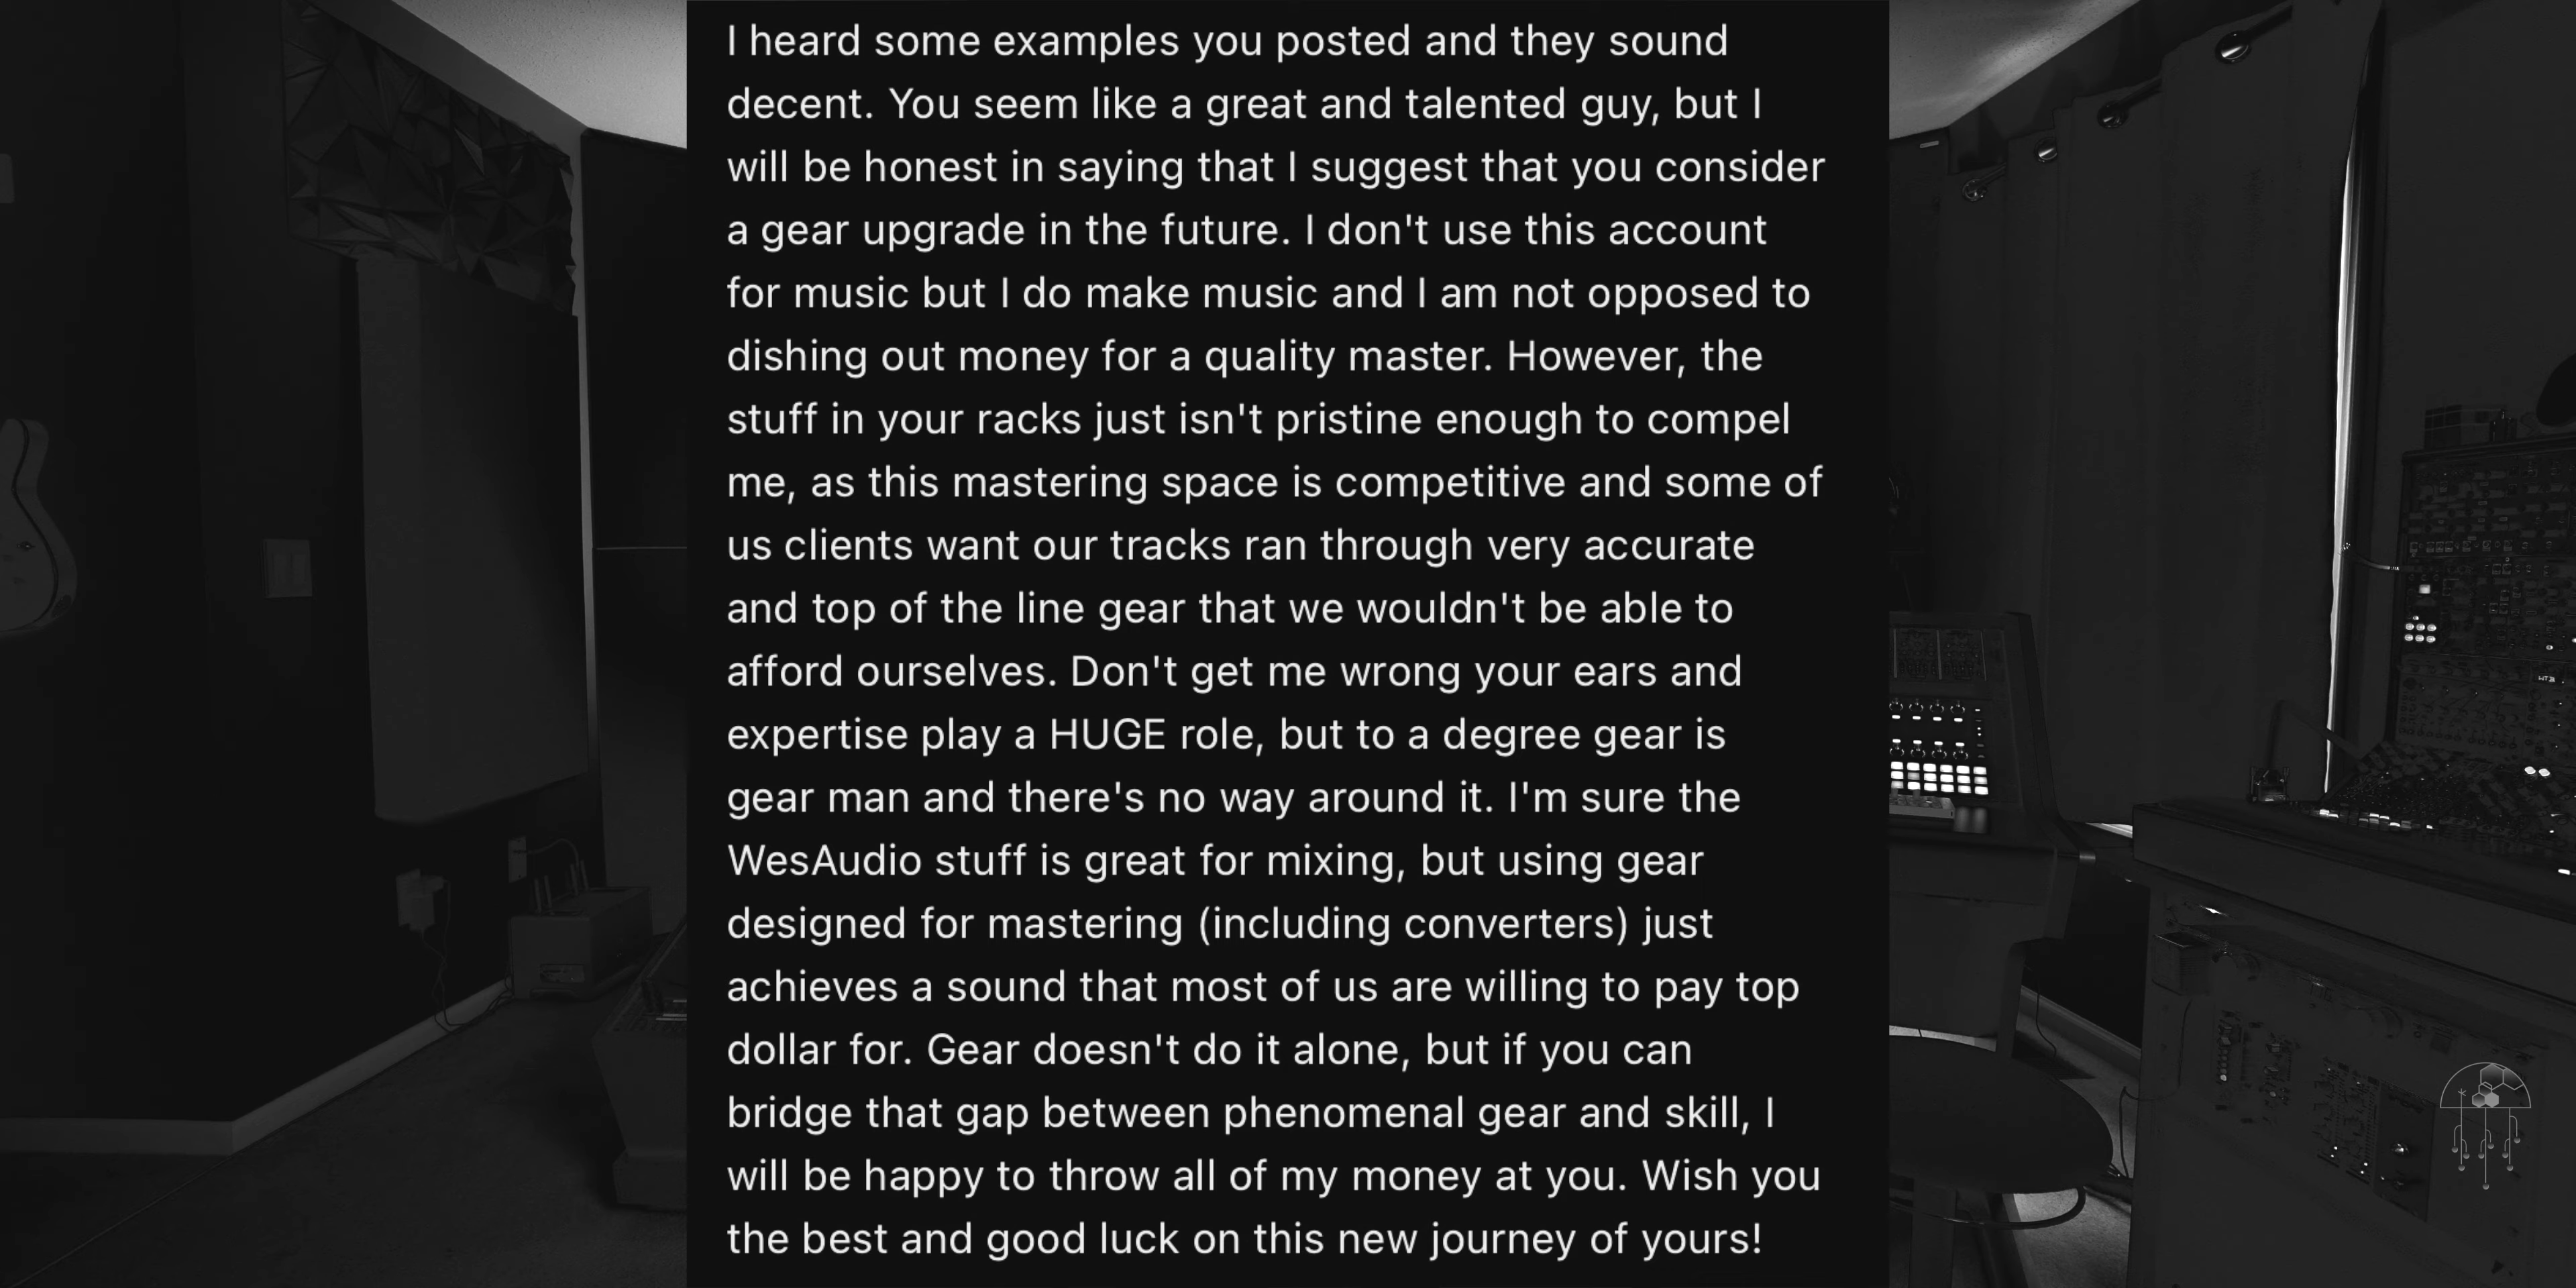 I heard some examples you posted and they sound
decent. You seem like a great and talented guy, but I
will be honest in saying that I suggest that you consider
a gear upgrade in the future. I don't use this account
for music but I do make music and I am not opposed to
dishing out money for a quality master. However, the
stuff in your racks just isn't pristine enough to compel
me, as this mastering space is competitive and some of
us clients want our tracks ran through very accurate
and top of the line gear that we wouldn't be able to
afford ourselves. Don't get me wrong your ears and
expertise play a HUGE role, but to a degree gear is
gear man and there's no way around it. I'm sure the
WesAudio stuff is great for mixing, but using gear
designed for mastering (including converters) just
achieves a sound that most of us are willing to pay top
dollar for. Gear doesn't do it alone, but if you can
bridge that gap between phenomenal gear and skill, I
will be happy to throw all of my money at you. Wish you
the best and good luck on this new journey of yours!